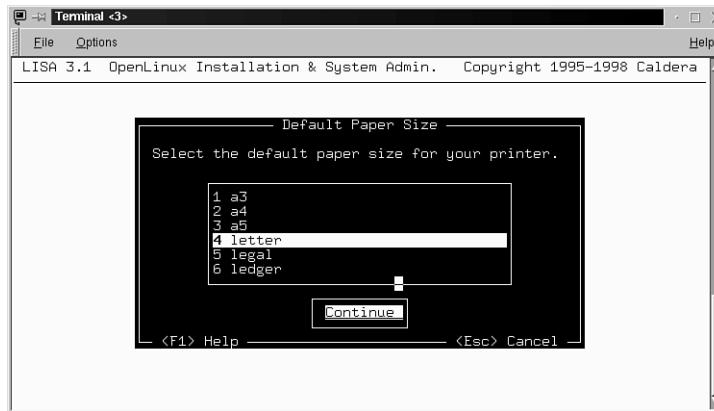 Terminal <3>
File Options Help
LISA 3.1 OpenLinux Installation & System Admin. Copyright 1995-1998 Caldera
Default Paper Size
Select the default paper size for your printer.
1 a3
2 a4
3 a5
4 letter
5 legal
6 ledger
Continue
<F1> Help <Esc> Cancel